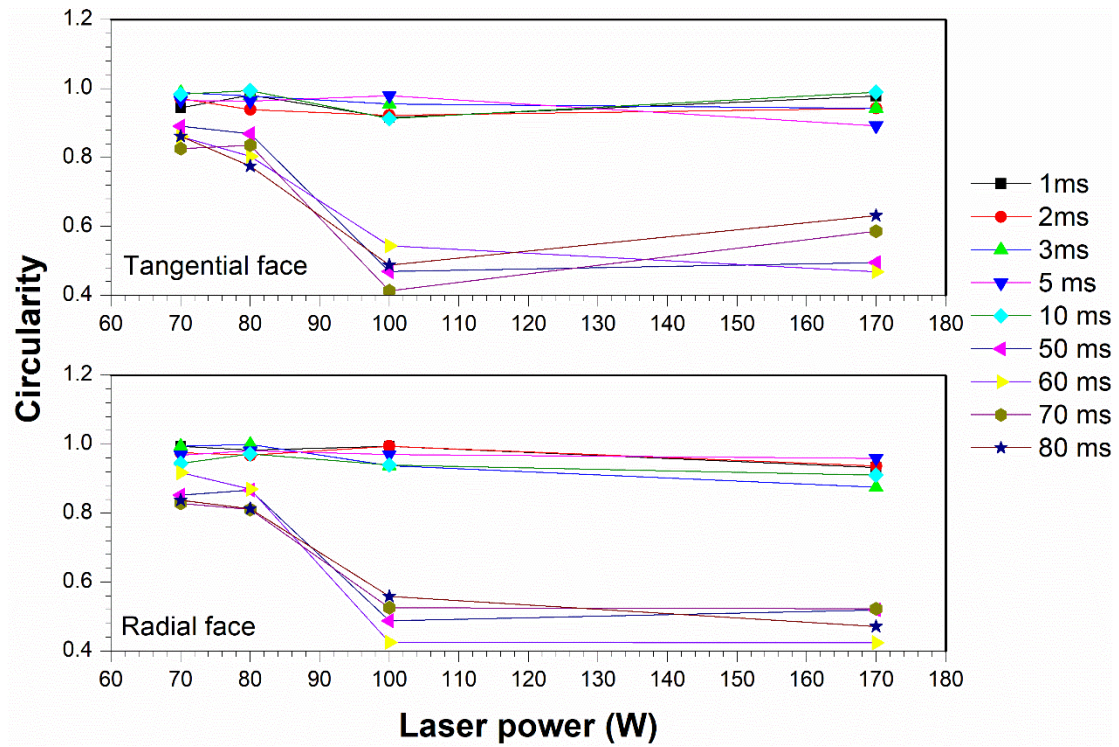 1.2
1.0
0.8
0.6
0.4
Tangential face
60 70 80 90 100 110 120 130 140 150 160 170 180
1.2
1.0
0.8
0.6
0.4
Radial face
60 70 80 90 100 110 120 130 140 150 160 170 180
Circularity
Laser power (W)
1ms
2ms
3ms
5 ms
10 ms
50 ms
60 ms
70 ms
80 ms